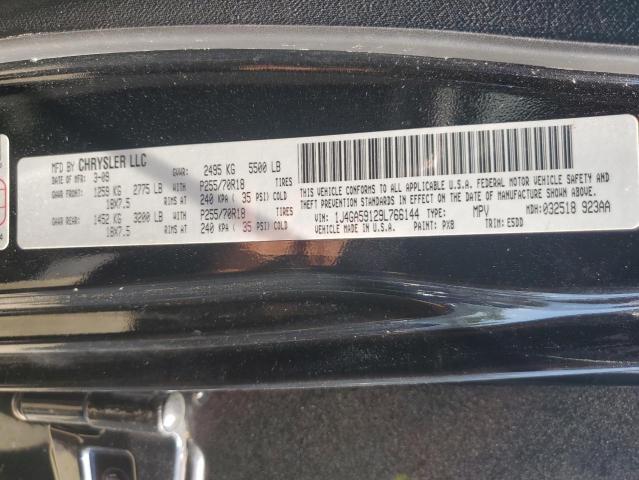 MFD BY CHRYSLER LLC
DATE OF MFR: 3-09 GVWR: 2495 KG 5500 LB
GAWR FRONT: 1259 KG 2775 LB WITH P255/70R18 TIRES
18X7.5 RIMS AT 240 KPA ( 35 PSI) COLD
GAWR REAR: 1452 KG 3200 LB WITH P255/70R18 TIRES
18X7.5 RIMS AT 240 KPA ( 35 PSI) COLD
THIS VEHICLE CONFORMS TO ALL APPLICABLE U.S.A. FEDERAL MOTOR VEHICLE SAFETY AND
THEFT PREVENTION STANDARDS IN EFFECT ON THE DATE OF MANUFACTURE SHOWN ABOVE.
VIN: 1J4GA59129L766144 TYPE: MPV MDH: 032518 923AA
MADE IN U.S.A. PAINT: PXB TRIM: E5DD